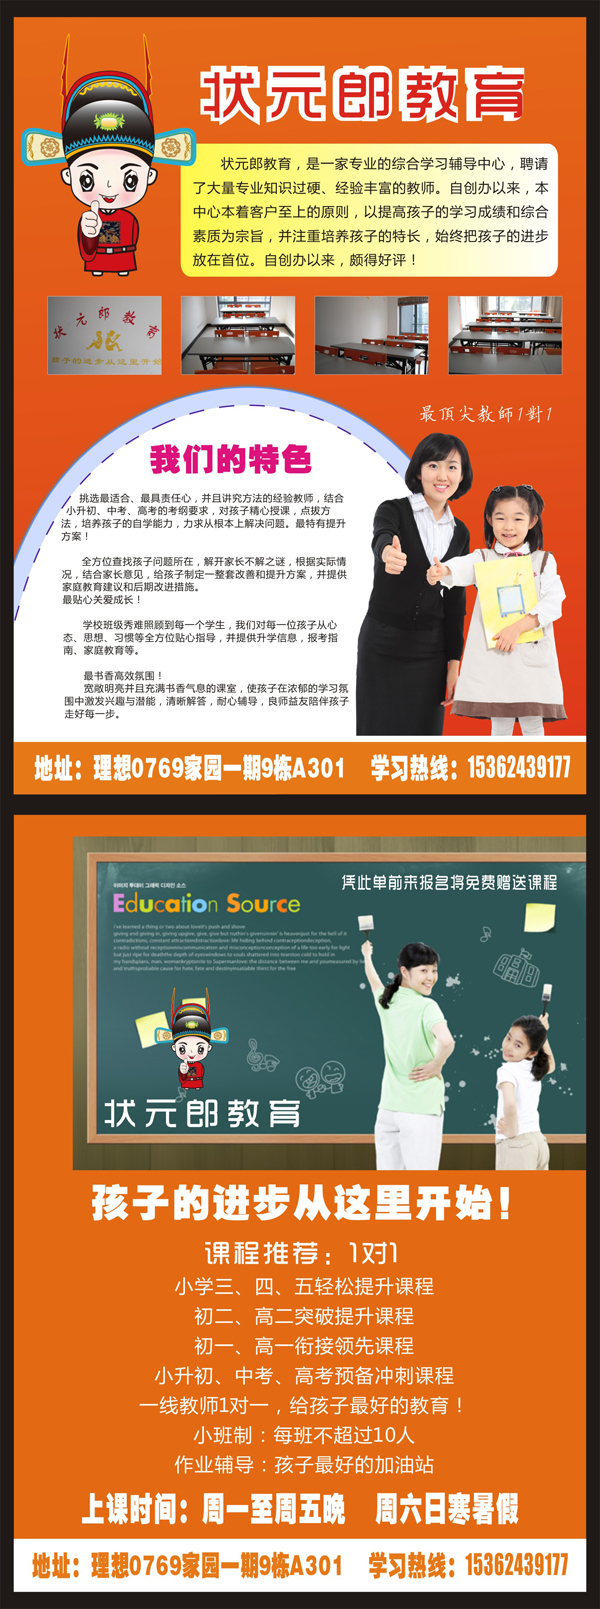 状元郎教育
状元郎教育，是一家专业的综合学习辅导中心，聘请
了大量专业知识过硬、经验丰富的教师。自创办以来，本
中心本着客户至上的原则，以提高孩子的学习成绩和综合
素质为宗旨，并注重培养孩子的特长，始终把孩子的进步
放在首位。自创办以来，颇得好评！
状元郎教育
孩子的进步从这里开始
最頂尖教師1對1
我们的特色
挑选最适合、最具责任心，并且讲究方法的经验教师，结合
小升初、中考、高考的考纲要求，对孩子精心授课，点拔方
法，培养孩子的自学能力，力求从根本上解决问题。最特有提升
方案！
全方位查找孩子问题所在，解开家长不解之谜，根据实际情
况，结合家长意见，给孩子制定一整套改善和提升方案，并提供
家庭教育建议和后期改进措施。
最贴心关爱成长！
学校班级秀难照顾到每一个学生，我们对每一位孩子从心
态、思想、习惯等全方位贴心指导，并提供升学信息，报考指
南、家庭教育等。
最书香高效氛围！
宽敞明亮并且充满书香气息的课室，使孩子在浓郁的学习氛
围中激发兴趣与潜能，清晰解答，耐心辅导，良师益友陪伴孩子
走好每一步。
地址：理想0769家园一期9栋A301 学习热线：15362439177
凭此单前来报名将免费赠送课程
이미지 투데이 그래픽 디자인 소스
Education Source
I've learned a thing or two about lovet's push and shove
状元郎教育
孩子的进步从这里开始！
课程推荐：1对1
小学三、四、五轻松提升课程
初二、高二突破提升课程
初一、高一衔接领先课程
小升初、中考、高考预备冲刺课程
一线教师1对一，给孩子最好的教育！
小班制：每班不超过10人
作业辅导：孩子最好的加油站
上课时间：周一至周五晚 周六日寒暑假
地址：理想0769家园一期9栋A301 学习热线：15362439177